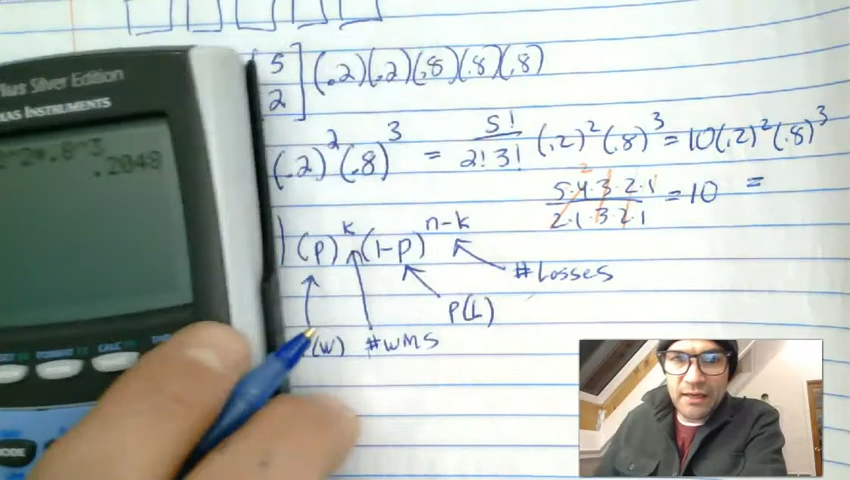 Plus Silver Edition
TEXAS INSTRUMENTS
.2048
[5 2] (.2)(.2)(.8)(.8)(.8)
(.2)^2 (.8)^3 = 5!/2!3! (.2)^2 (.8)^3 = 10(.2)^2 (.8)^3
5·4·3·2·1/2·1·3·2·1 = 10 =
) (p)^k (1-p)^n-k
#Losses
P(L)
(W) #WINS
FORMAT
CALC